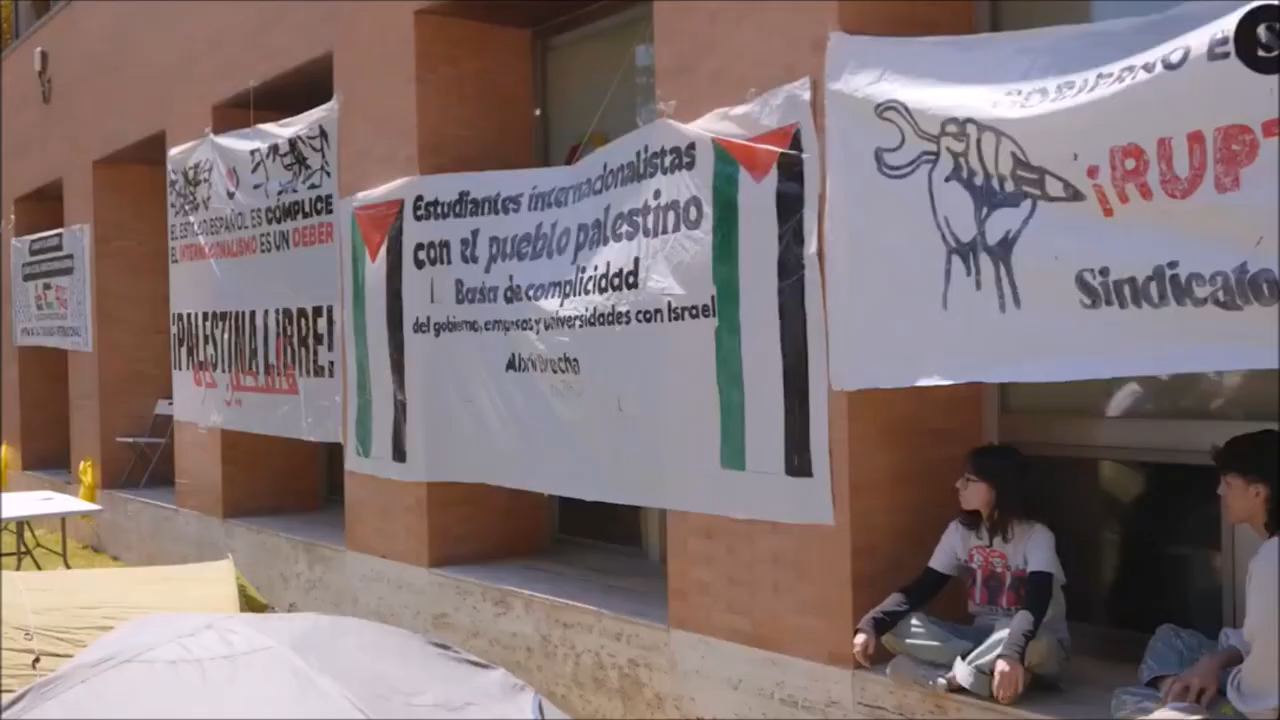 EL ESTADO ESPAÑOL ES CÓMPLICE
EL INTERNACIONALISMO ES UN DEBER
¡PALESTINA LIBRE!
Estudiantes internacionalistas
con el pueblo palestino
Basta de complicidad
del gobierno, empresas y universidades con Israel
Abrir Brecha
GOBIERNO E
¡RUPT
Sindicato
S